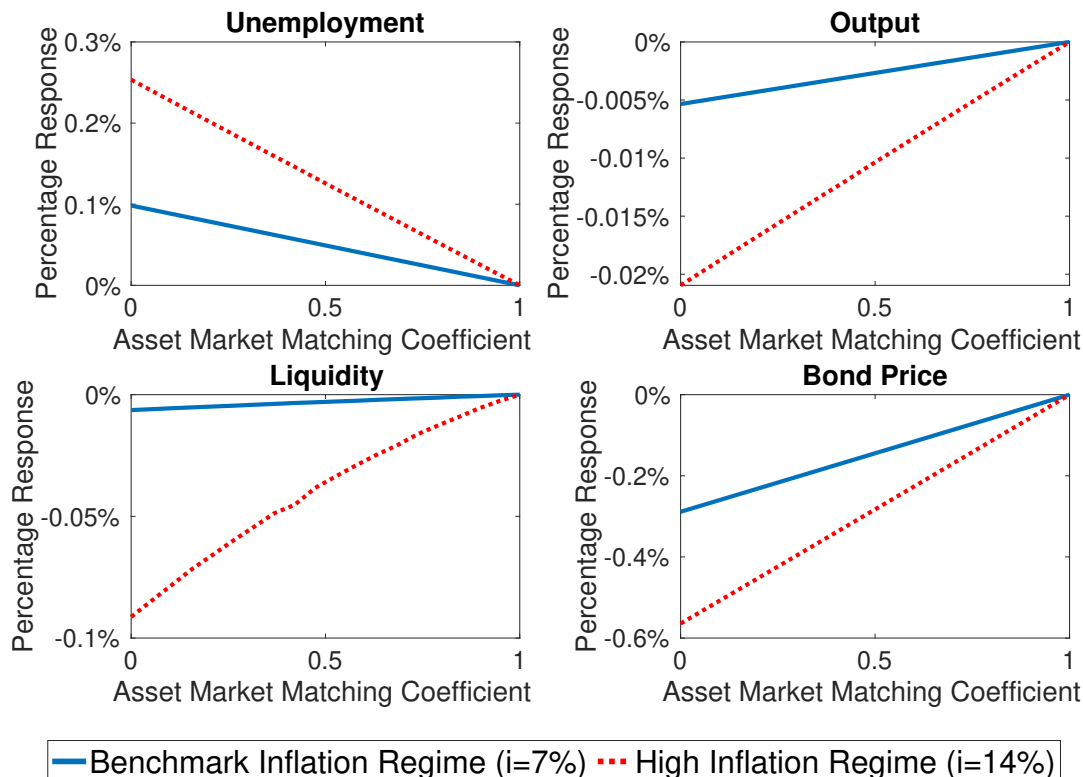 Unemployment
0.3%
0.2%
0.1%
0%
Percentage Response
0
0.5
1
Asset Market Matching Coefficient
Output
0%
-0.005%
-0.01%
-0.015%
-0.02%
Percentage Response
0
0.5
1
Asset Market Matching Coefficient
Liquidity
0%
-0.05%
-0.1%
Percentage Response
0
0.5
1
Asset Market Matching Coefficient
Bond Price
0%
-0.2%
-0.4%
-0.6%
Percentage Response
0
0.5
1
Asset Market Matching Coefficient
Benchmark Inflation Regime (i=7%) High Inflation Regime (i=14%)